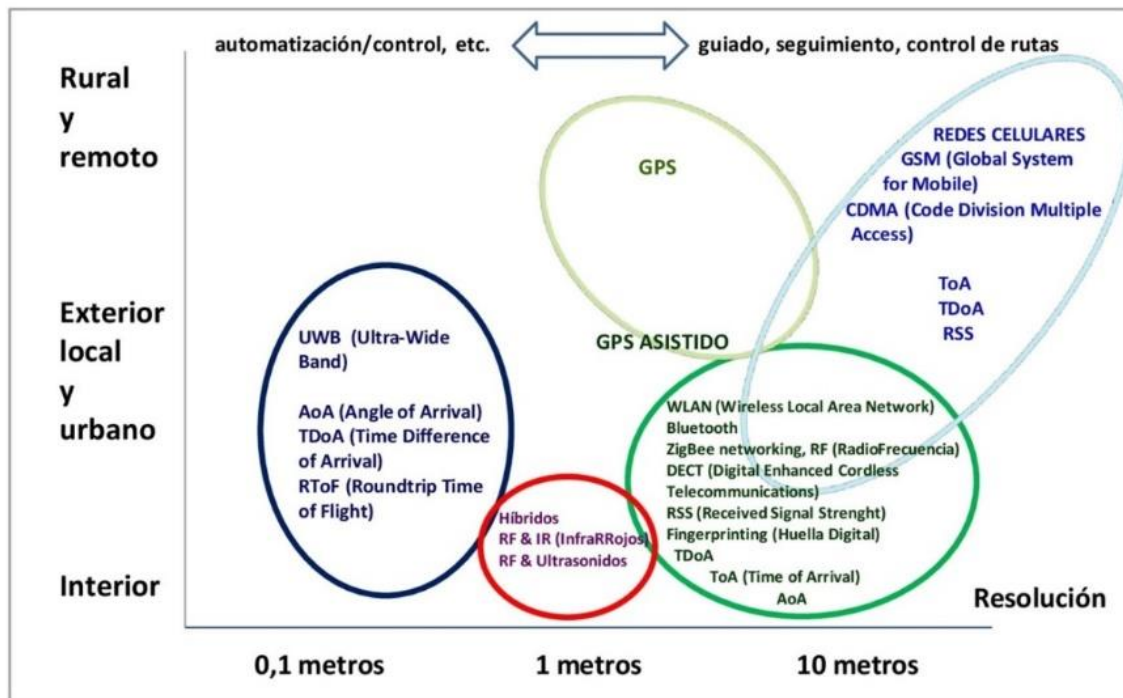 automatización/control, etc.
guiado, seguimiento, control de rutas
Rural
y
remoto
GPS
REDES CELULARES
GSM (Global System
for Mobile)
CDMA (Code Division Multiple
Access)
ToA
TDoA
RSS
Exterior
local
y
urbano
UWB (Ultra-Wide
Band)
AoA (Angle of Arrival)
TDoA (Time Difference
of Arrival)
RToF (Roundtrip Time
of Flight)
GPS ASISTIDO
WLAN (Wireless Local Area Network)
Bluetooth
ZigBee networking, RF (RadioFrecuencia)
DECT (Digital Enhanced Cordless
Telecommunications)
RSS (Received Signal Strenght)
Fingerprinting (Huella Digital)
TDoA
ToA (Time of Arrival)
AoA
Híbridos
RF & IR (InfraRRojos)
RF & Ultrasonidos
Interior
Resolución
0,1 metros
1 metros
10 metros